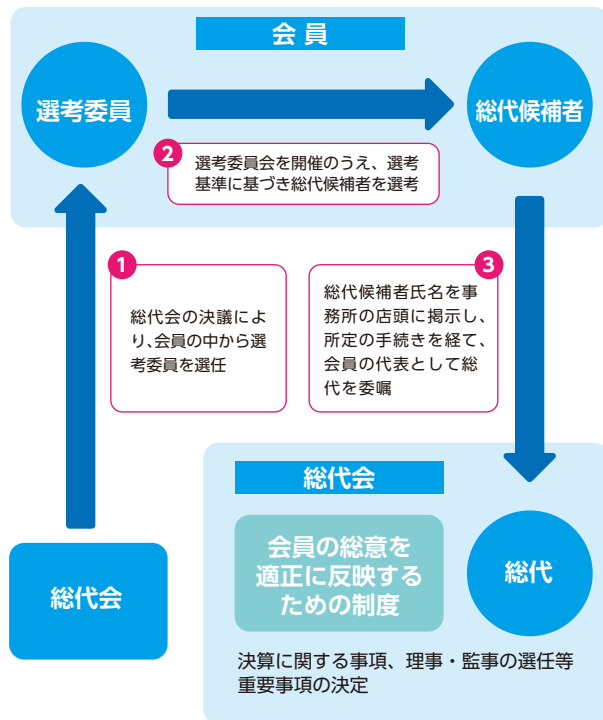 会員
選考委員
総代候補者
2
選考委員会を開催のうえ、選考
基準に基づき総代候補者を選考
1
総代会の決議によ
り、会員の中から選
考委員を選任
3
総代候補者氏名を事
務所の店頭に掲示し、
所定の手続きを経て、
会員の代表として総
代を委嘱
総代会
総代会
会員の総意を
適正に反映する
ための制度
総代
決算に関する事項、理事・監事の選任等
重要事項の決定